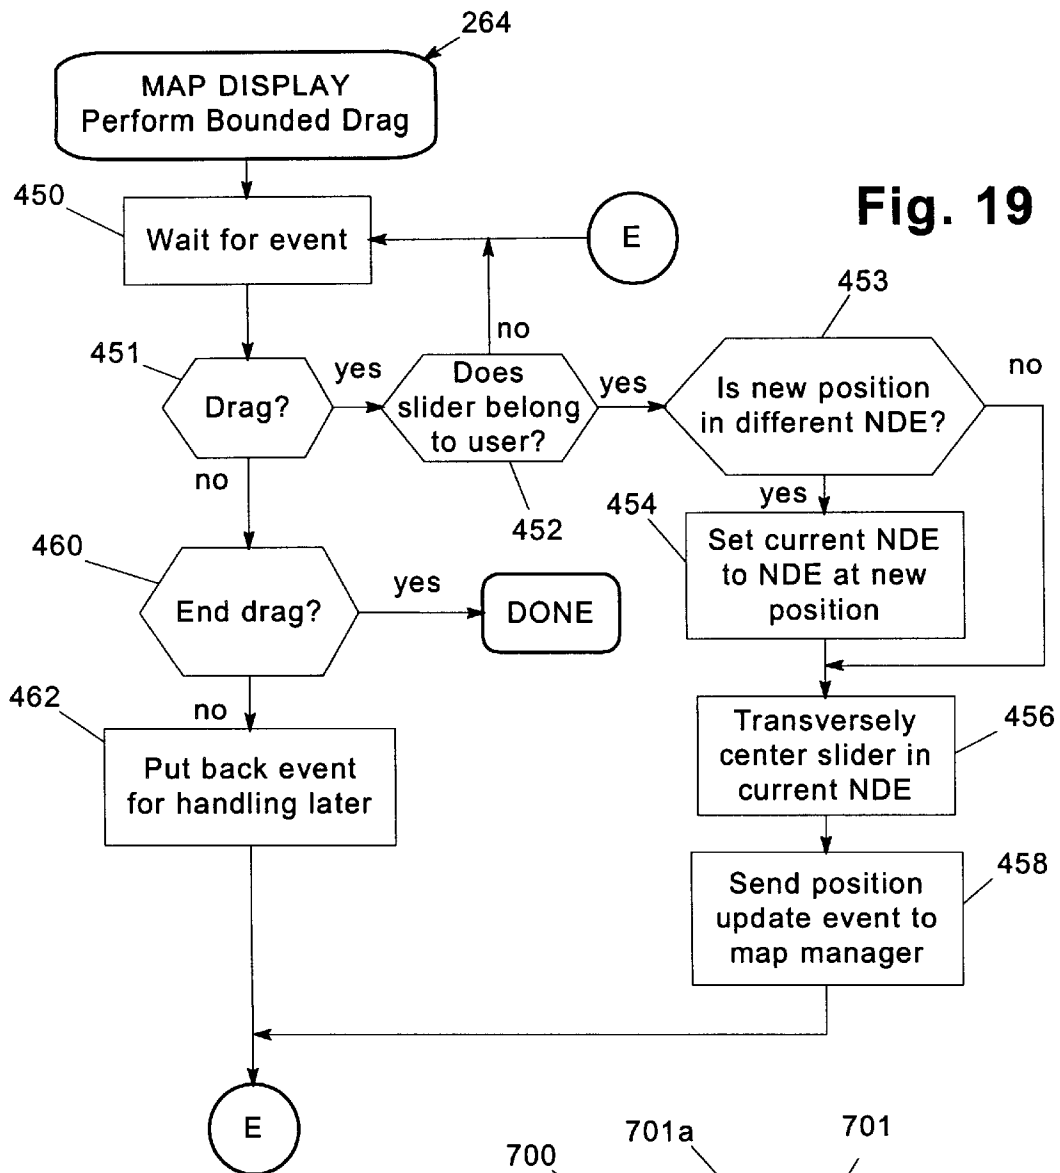 264
MAP DISPLAY
Perform Bounded Drag
450
Wait for event
E
Fig. 19
453
451
Drag?
yes
no
Does
slider belong
to user?
yes
452
Is new position
in different NDE?
no
no
yes
454
Set current NDE
to NDE at new
position
460
End drag?
yes
DONE
462
no
Put back event
for handling later
Transversely
center slider in
current NDE
456
Send position
update event to
map manager
458
E
700
701a
701